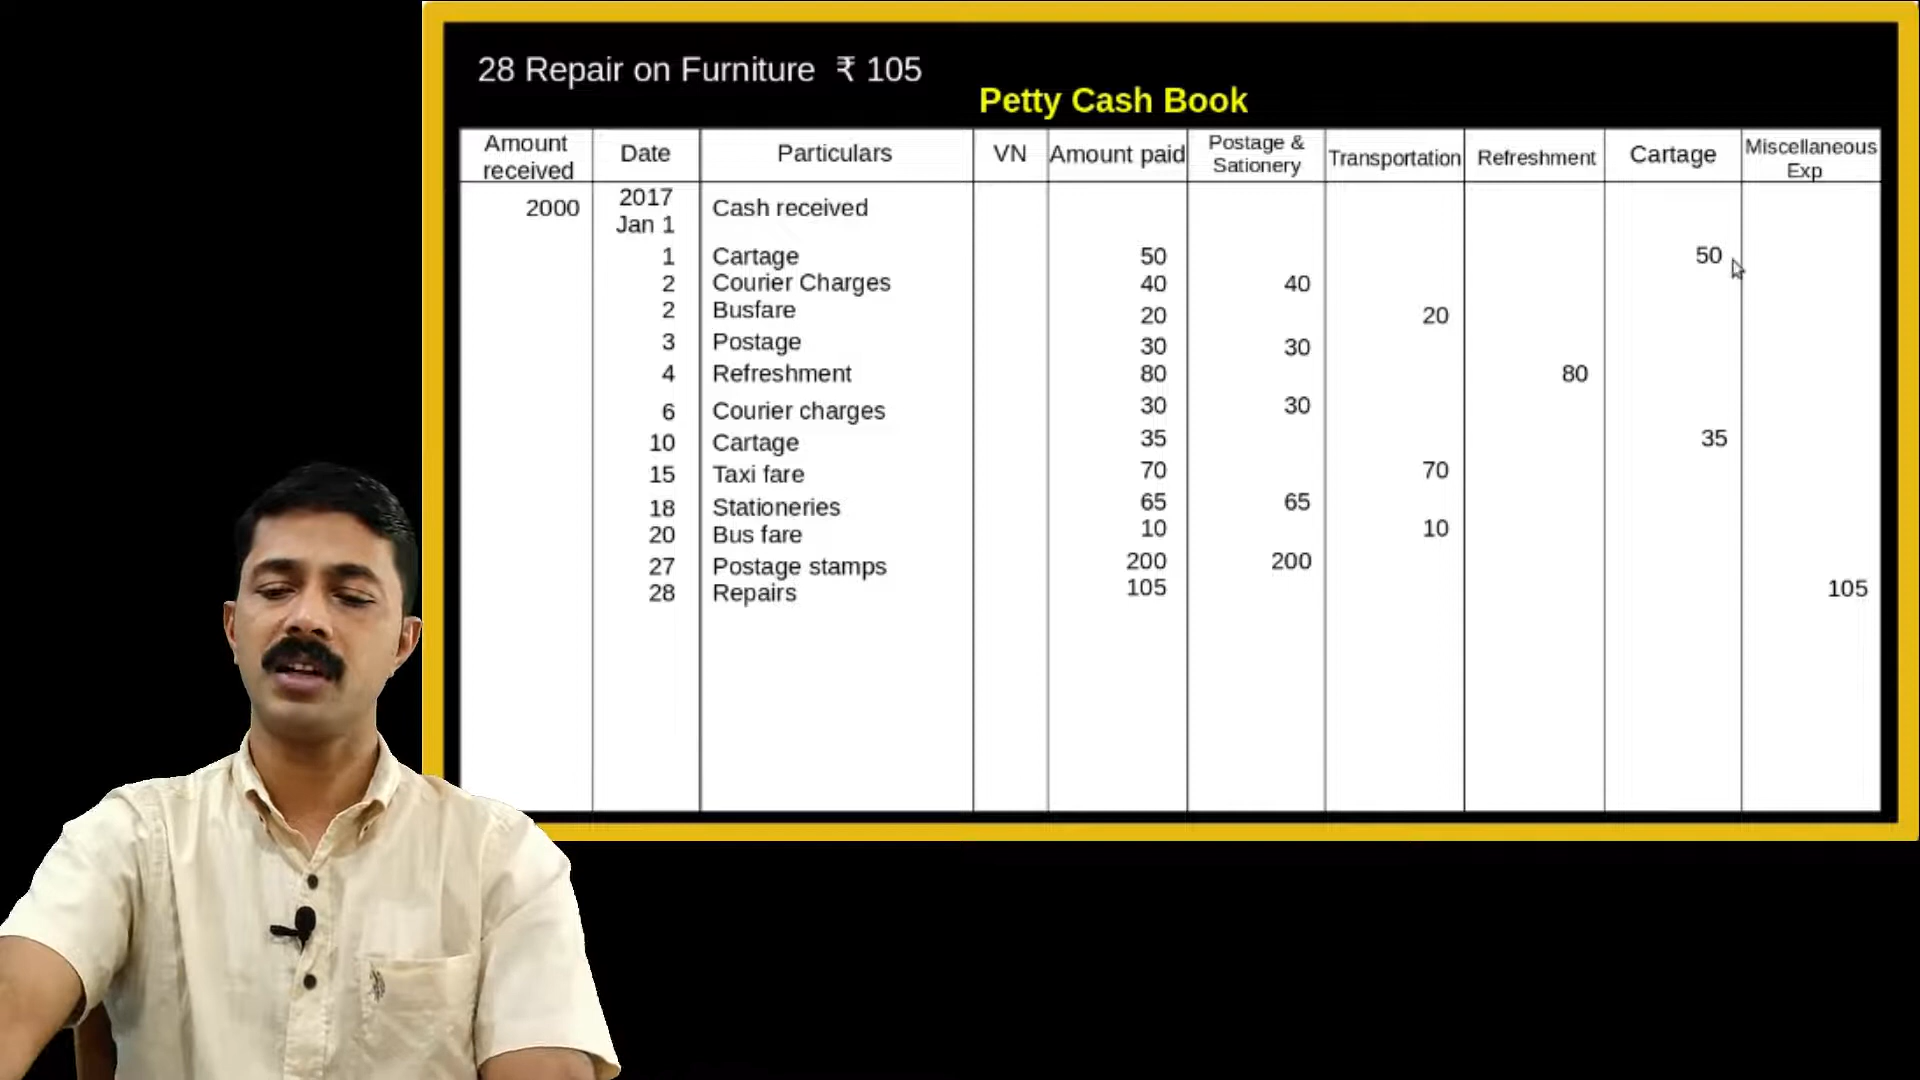 28 Repair on Furniture ₹ 105
Petty Cash Book
Amount received Date Particulars VN Amount paid Postage & Sationery Transportation Refreshment Cartage Miscellaneous Exp
2000 2017 Jan 1 Cash received
1 Cartage 50 50
2 Courier Charges 40 40
2 Busfare 20 20
3 Postage 30 30
4 Refreshment 80 80
6 Courier charges 30 30
10 Cartage 35 35
15 Taxi fare 70 70
18 Stationeries 65 65
20 Bus fare 10 10
27 Postage stamps 200 200
28 Repairs 105 105